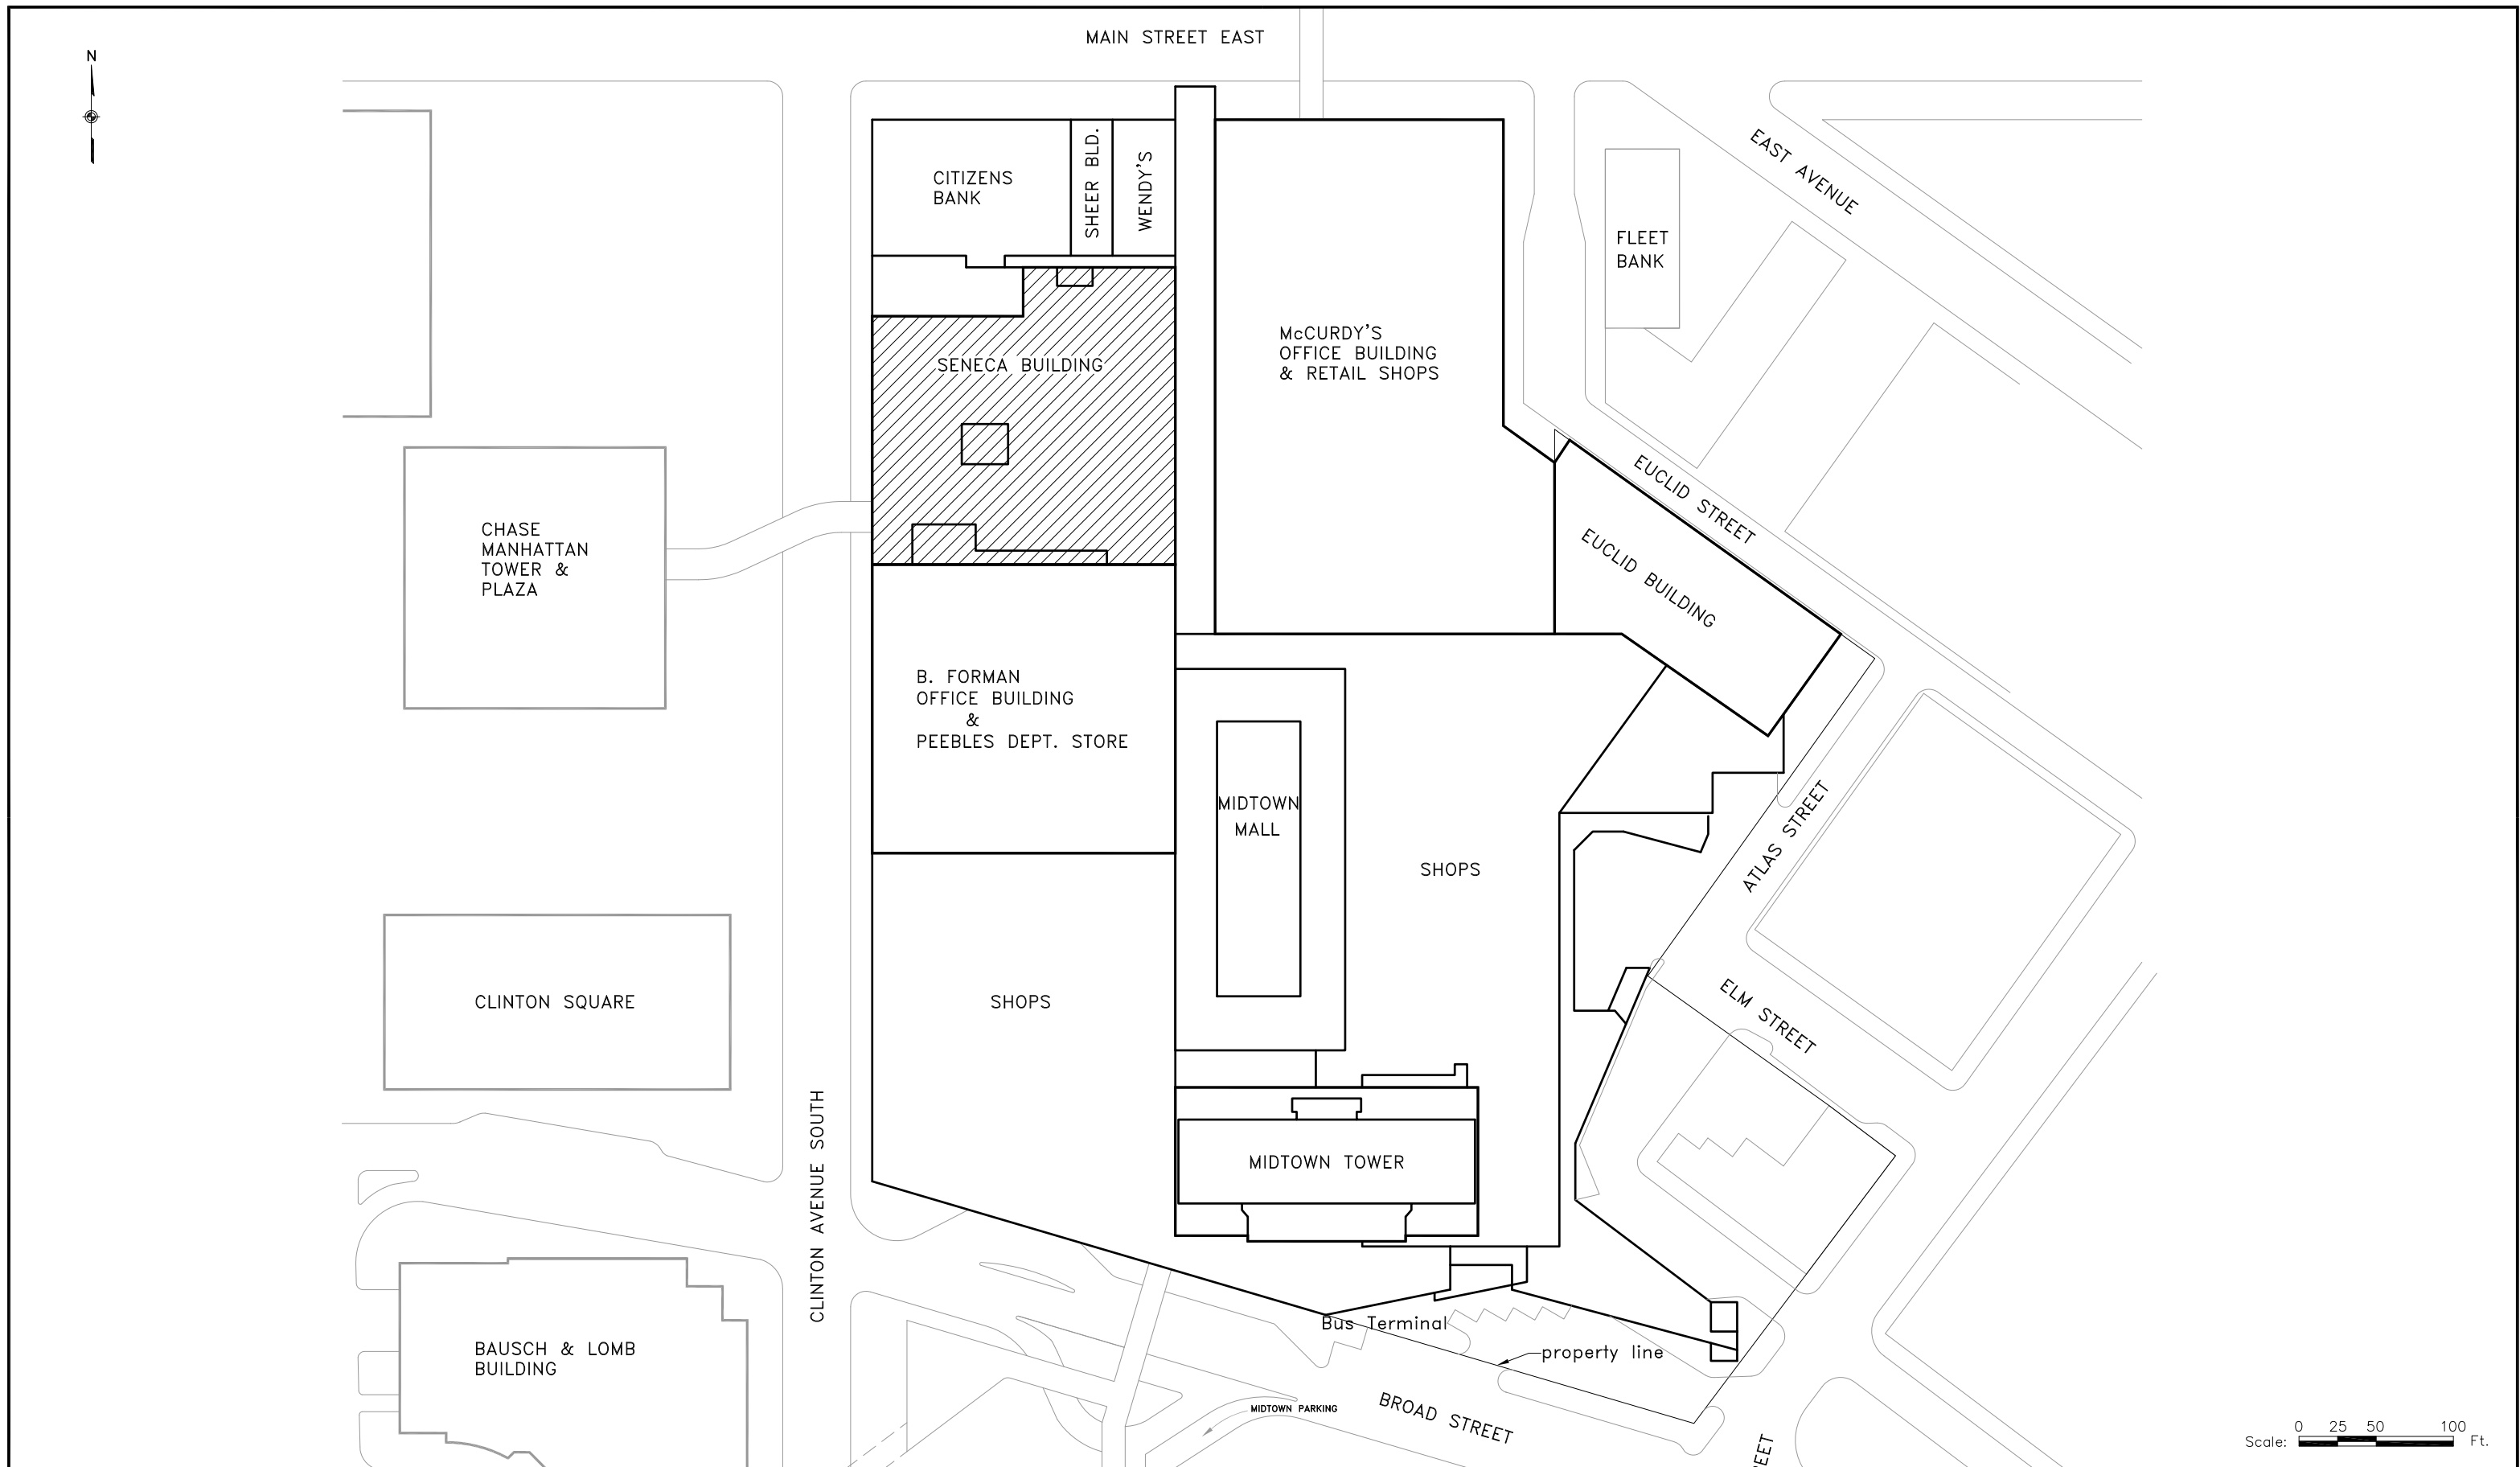 MAIN STREET EAST
N
CITIZENS
BANK
SHEER BLD.
WENDY'S
EAST AVENUE
FLEET
BANK
McCURDY'S
OFFICE BUILDING
& RETAIL SHOPS
SENECA BUILDING
EUCLID STREET
CHASE
MANHATTAN
TOWER &
PLAZA
EUCLID BUILDING
B. FORMAN
OFFICE BUILDING
&
PEEBLES DEPT. STORE
MIDTOWN
MALL
ATLAS STREET
SHOPS
CLINTON SQUARE
SHOPS
ELM STREET
CLINTON AVENUE SOUTH
MIDTOWN TOWER
Bus Terminal
property line
BAUSCH & LOMB
BUILDING
MIDTOWN PARKING
BROAD STREET
Scale: 0 25 50 100 Ft.